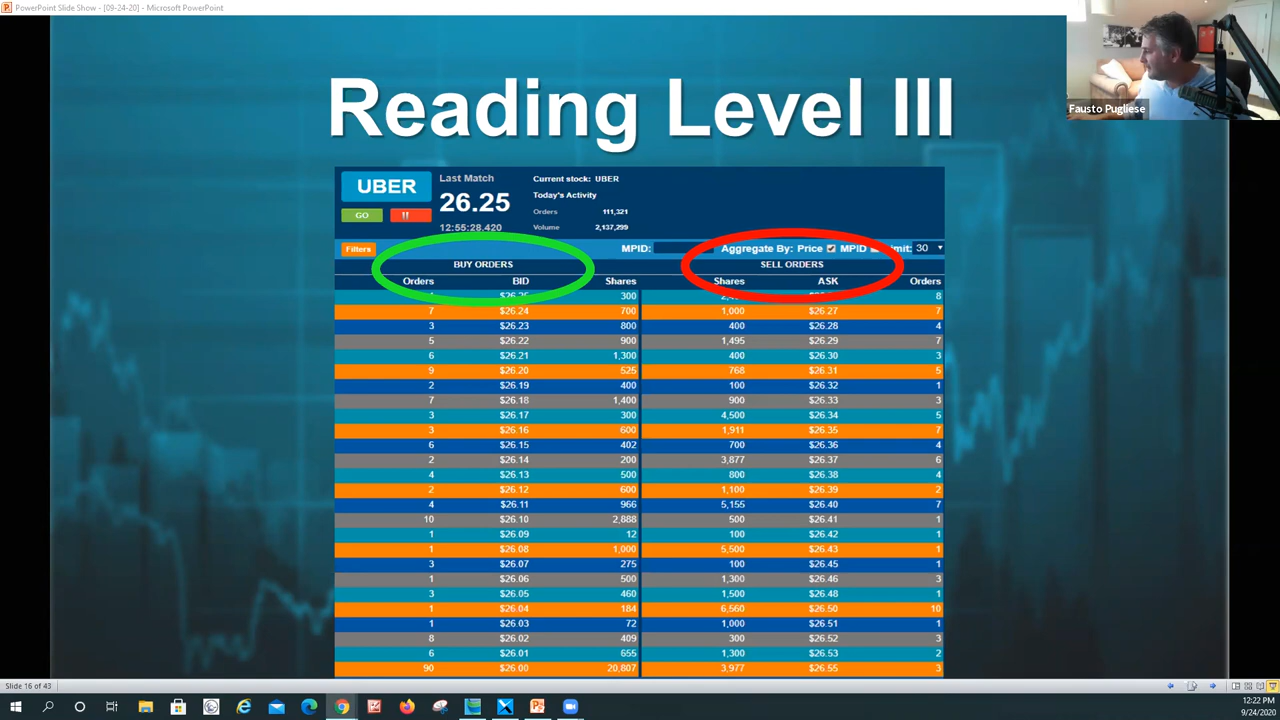 PowerPoint Slide Show - [09-24-20] - Microsoft PowerPoint
Fausto Pugliese
Reading Level III
UBER
GO
!!
Last Match
26.25
12:55:28.420
Current stock: UBER
Today's Activity
Orders 111,321
Volume 2,137,299
Filters
MPID:
Aggregate By: Price MPID Limit: 30
BUY ORDERS SELL ORDERS
Orders BID Shares Shares ASK Orders
300 8
7 $26.24 700 1,000 $26.27 7
3 $26.23 800 400 $26.28 4
5 $26.22 900 1,495 $26.29 7
6 $26.21 1,300 400 $26.30 3
9 $26.20 525 768 $26.31 5
2 $26.19 400 100 $26.32 1
7 $26.18 1,400 900 $26.33 3
3 $26.17 300 4,500 $26.34 5
3 $26.16 600 1,911 $26.35 7
6 $26.15 402 700 $26.36 4
2 $26.14 200 3,877 $26.37 6
4 $26.13 500 800 $26.38 4
2 $26.12 600 1,100 $26.39 2
4 $26.11 966 5,155 $26.40 7
10 $26.10 2,888 500 $26.41 1
1 $26.09 12 100 $26.42 1
1 $26.08 1,000 5,500 $26.43 1
3 $26.07 275 100 $26.45 1
1 $26.06 500 1,300 $26.46 3
3 $26.05 460 1,500 $26.48 1
1 $26.04 184 6,560 $26.50 10
1 $26.03 72 1,000 $26.51 1
8 $26.02 409 300 $26.52 3
6 $26.01 655 1,300 $26.53 2
90 $26.00 20,807 3,977 $26.55 3
Slide 16 of 43
12:22 PM
9/24/2020